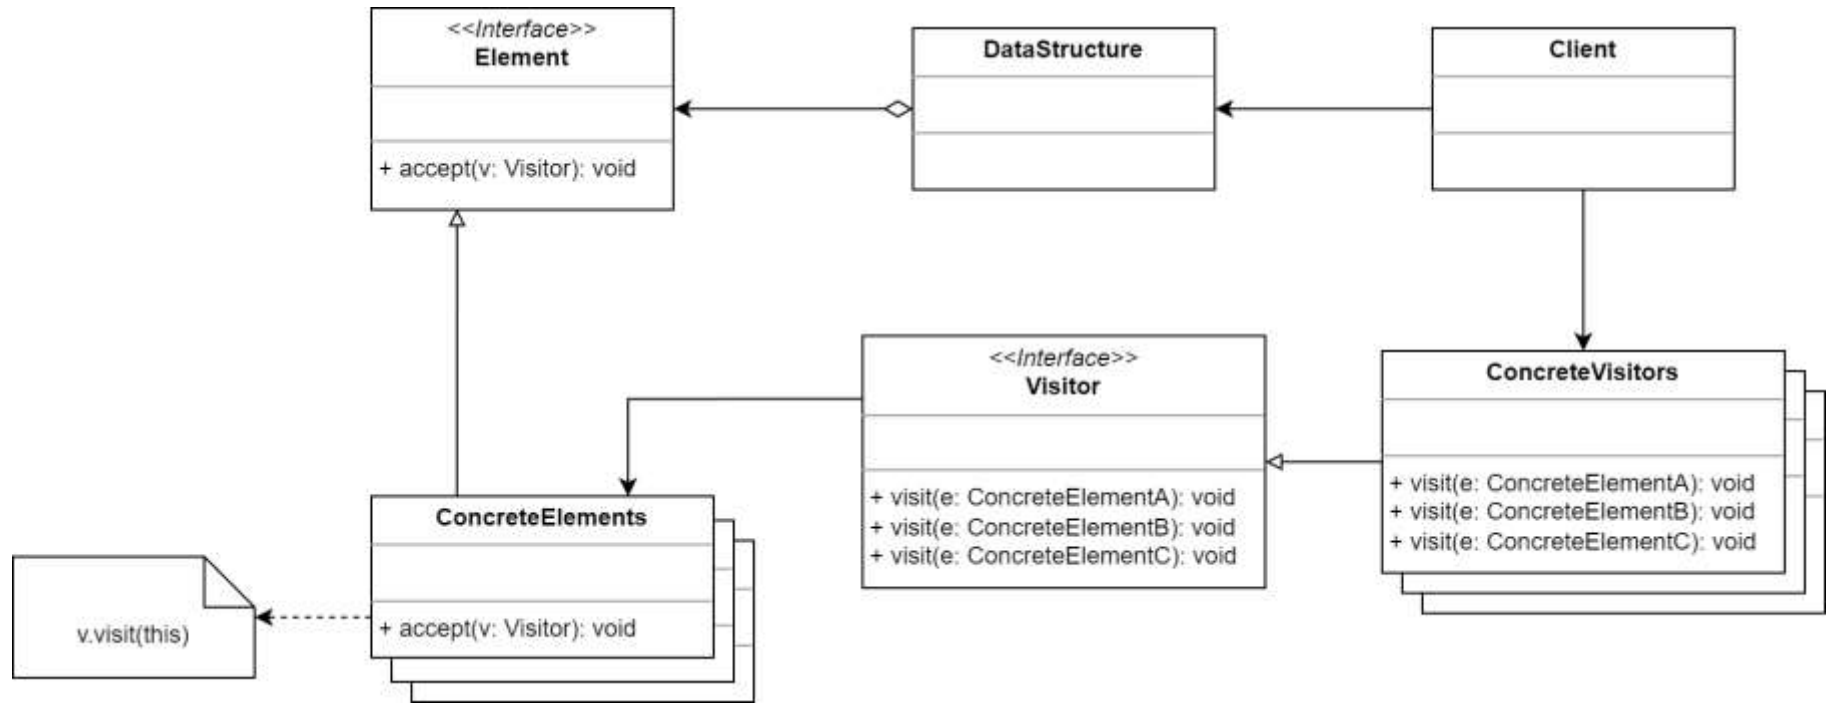 <<Interface>>
Element
+ accept(v: Visitor): void
DataStructure
Client
<<Interface>>
Visitor
+ visit(e: ConcreteElementA): void
+ visit(e: ConcreteElementB): void
+ visit(e: ConcreteElementC): void
ConcreteVisitors
+ visit(e: ConcreteElementA): void
+ visit(e: ConcreteElementB): void
+ visit(e: ConcreteElementC): void
ConcreteElements
+ accept(v: Visitor): void
v.visit(this)